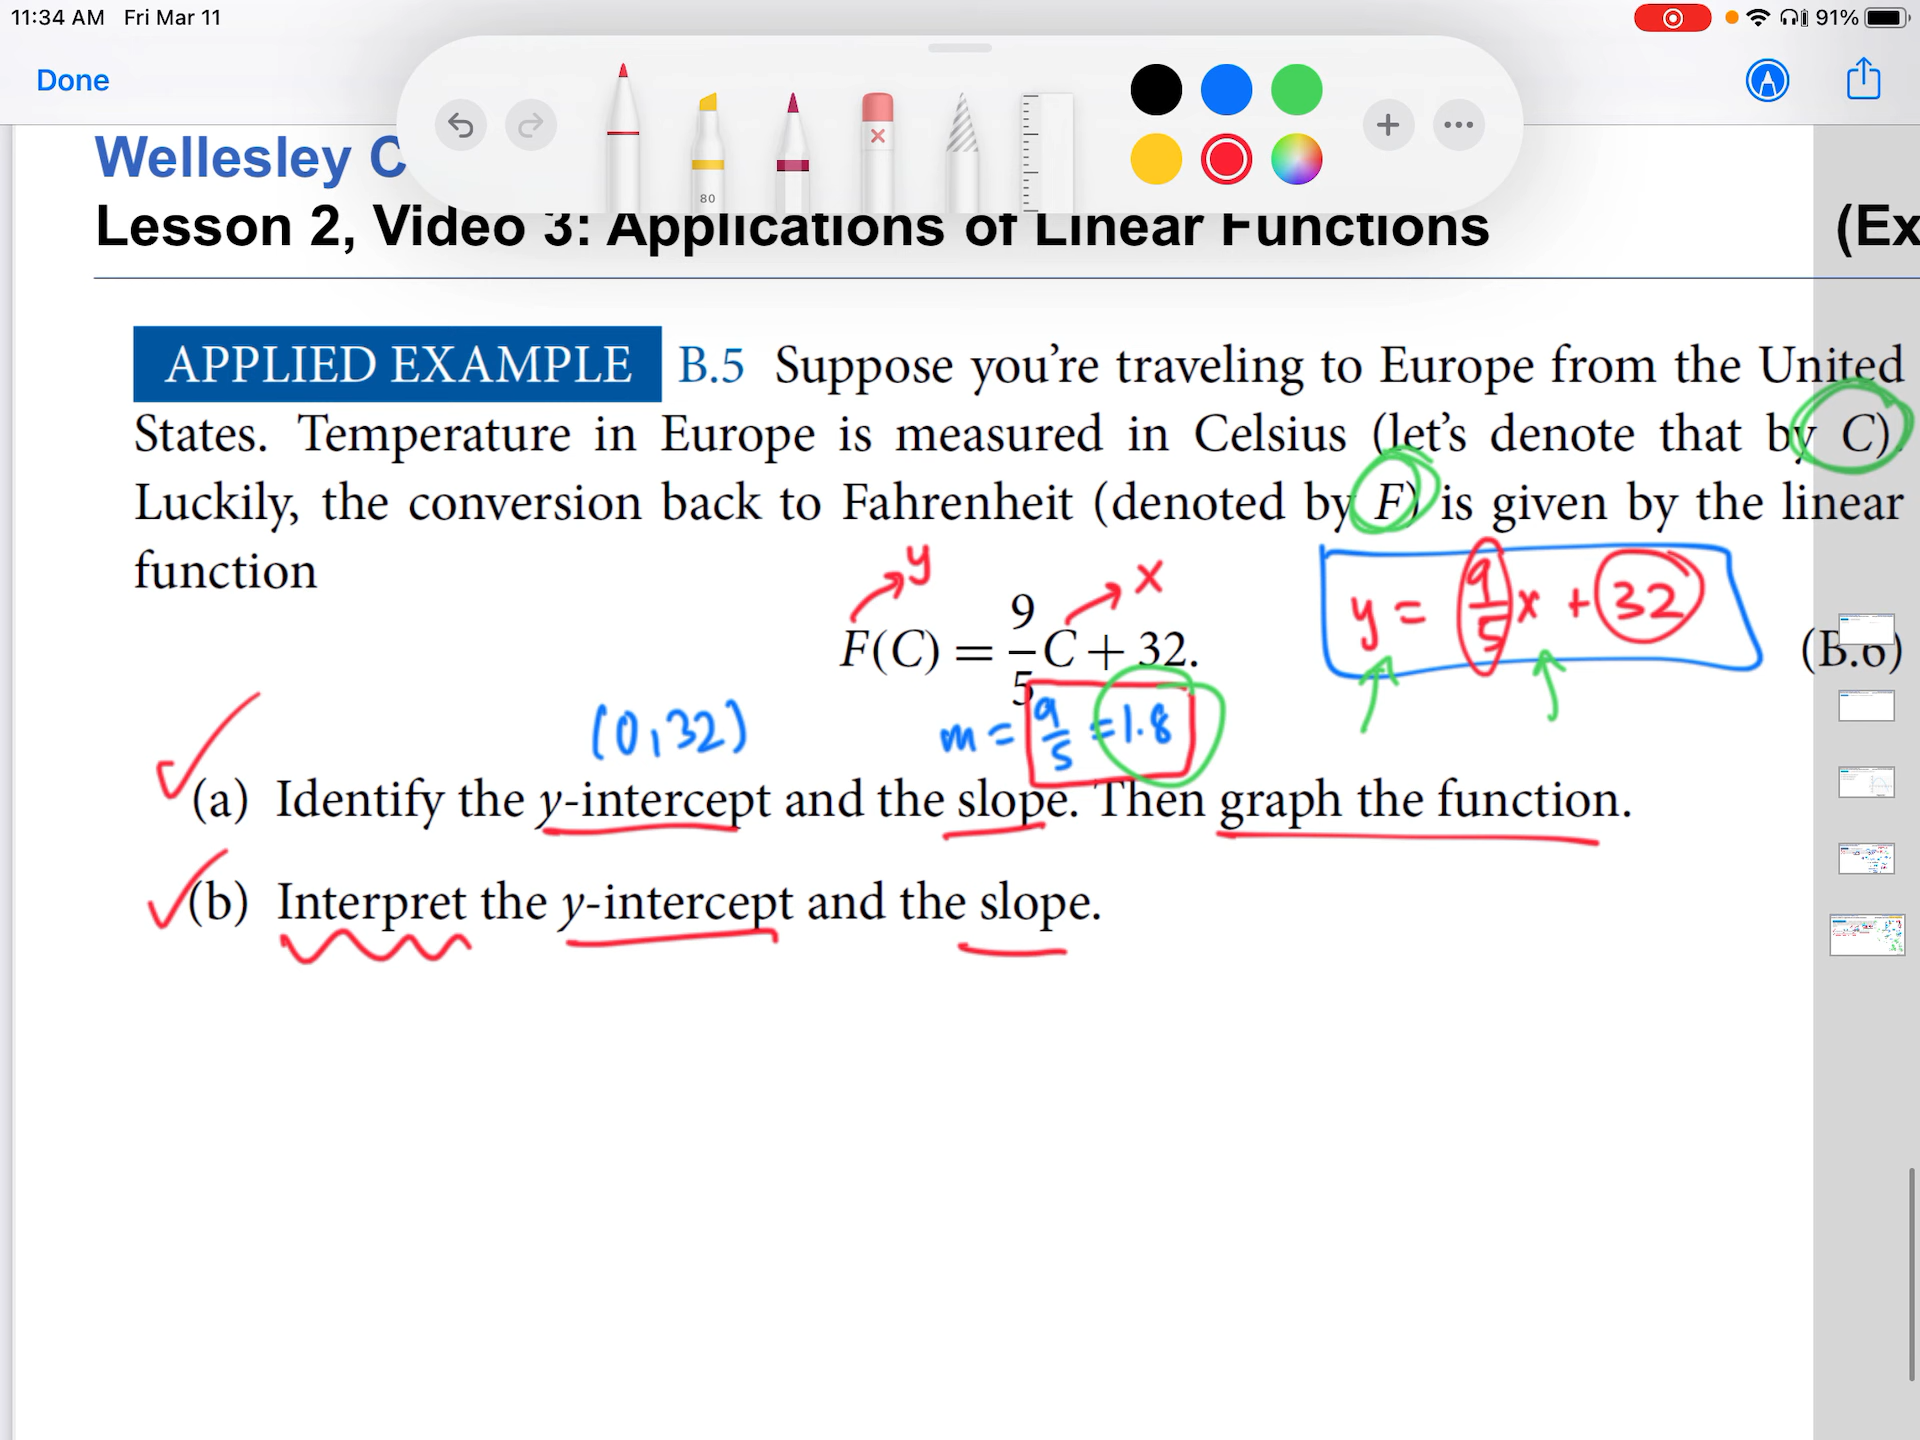 11:34 AM Fri Mar 11
91%
Done
80
Wellesley C
Lesson 2, Video 3: Applications of Linear Functions (Ex
APPLIED EXAMPLE B.5 Suppose you’re traveling to Europe from the United
States. Temperature in Europe is measured in Celsius (let’s denote that by C).
Luckily, the conversion back to Fahrenheit (denoted by F) is given by the linear
function
y x
F(C) = 9/5 C + 32.
y = 9/5 x + 32
(B.6)
(0,32) m = 9/5 = 1.8
(a) Identify the y-intercept and the slope. Then graph the function.
(b) Interpret the y-intercept and the slope.